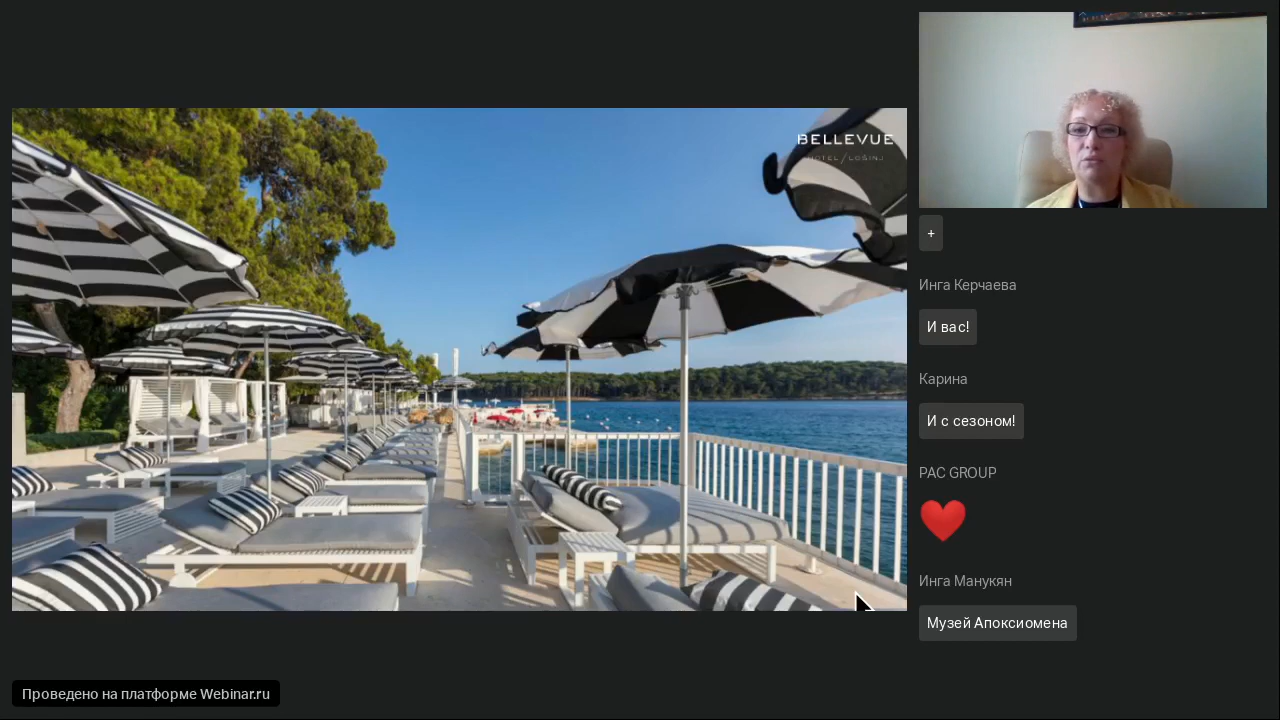 BELLEVUE
HOTEL / LOŠINJ
+
Инга Керчаева
И вас!
Карина
И с сезоном!
PAC GROUP
Инга Манукян
Музей Апоксиомена
Проведено на платформе Webinar.ru